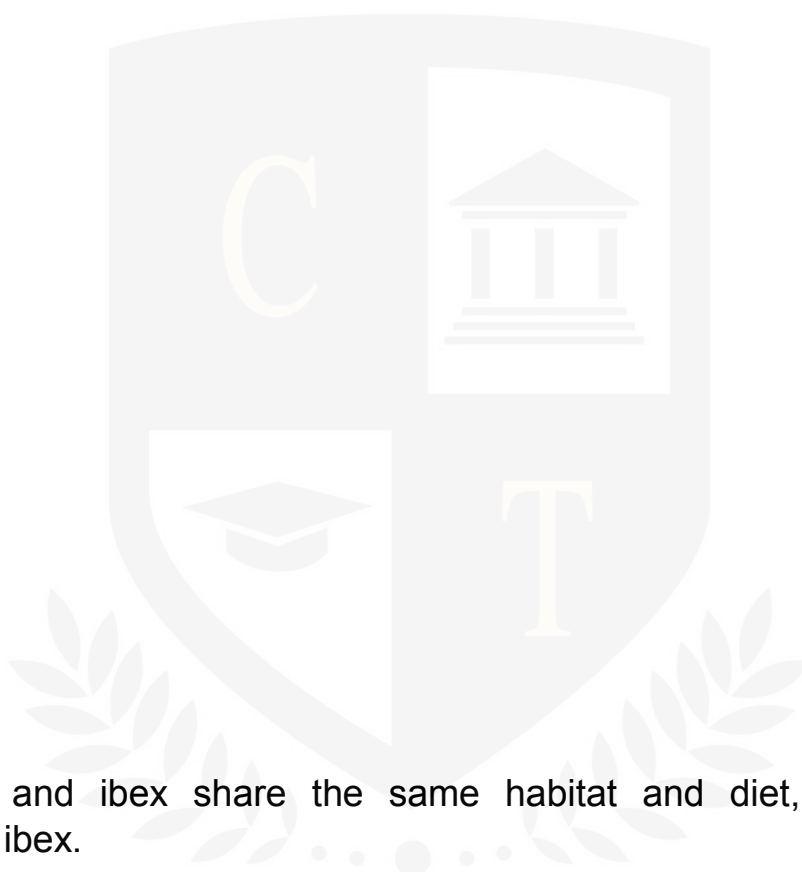 C
T
and ibex share the same habitat and diet,
ibex.